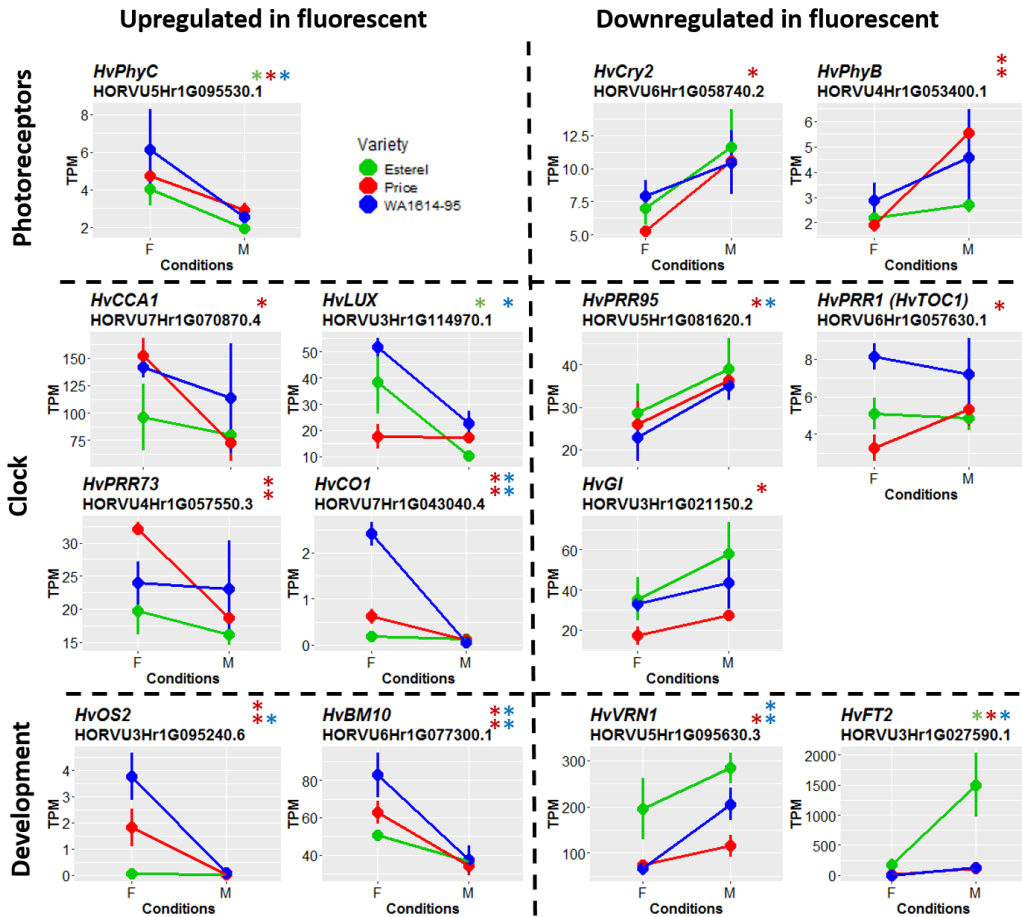 Upregulated in fluorescent
Downregulated in fluorescent
Photoreceptors
HvPhyC
* * *
HORVU5Hr1G095530.1
TPM
8
6
4
2
F M
Conditions
Variety
Esterel
Price
WA1614-95
HvCry2
*
HORVU6Hr1G058740.2
TPM
12.5
10.0
7.5
5.0
F M
Conditions
HvPhyB
*
*
HORVU4Hr1G053400.1
TPM
6
5
4
3
2
F M
Conditions
Clock
HvCCA1
*
HORVU7Hr1G070870.4
TPM
150
125
100
75
HvLUX
* *
HORVU3Hr1G114970.1
TPM
50
40
30
20
10
HvPRR95
* *
HORVU5Hr1G081620.1
TPM
40
30
20
HvPRR1 (HvTOC1)
*
HORVU6Hr1G057630.1
TPM
8
6
4
F M
Conditions
HvPRR73
*
*
HORVU4Hr1G057550.3
TPM
30
25
20
15
F M
Conditions
HvCO1
* *
* *
HORVU7Hr1G043040.4
TPM
2
1
0
F M
Conditions
HvGI
*
HORVU3Hr1G021150.2
TPM
60
40
20
F M
Conditions
Development
HvOS2
*
* *
HORVU3Hr1G095240.6
TPM
4
3
2
1
0
F M
Conditions
HvBM10
* *
* *
HORVU6Hr1G077300.1
TPM
80
60
40
F M
Conditions
HvVRN1
*
* *
HORVU5Hr1G095630.3
TPM
300
200
100
F M
Conditions
HvFT2
* * *
HORVU3Hr1G027590.1
TPM
2000
1500
1000
500
0
F M
Conditions